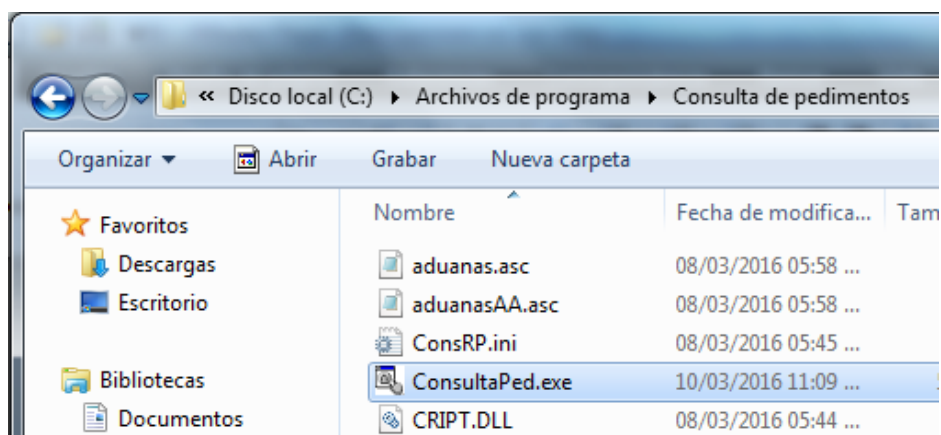 « Disco local (C:) ▸ Archivos de programa ▸ Consulta de pedimentos
Organizar Abrir Grabar Nueva carpeta
Favoritos
Descargas
Escritorio
Bibliotecas
Documentos
Nombre Fecha de modifica... Tam
aduanas.asc 08/03/2016 05:58 ...
aduanasAA.asc 08/03/2016 05:58 ...
ConsRP.ini 08/03/2016 05:45 ...
ConsultaPed.exe 10/03/2016 11:09 ...
CRIPT.DLL 08/03/2016 05:44 ...